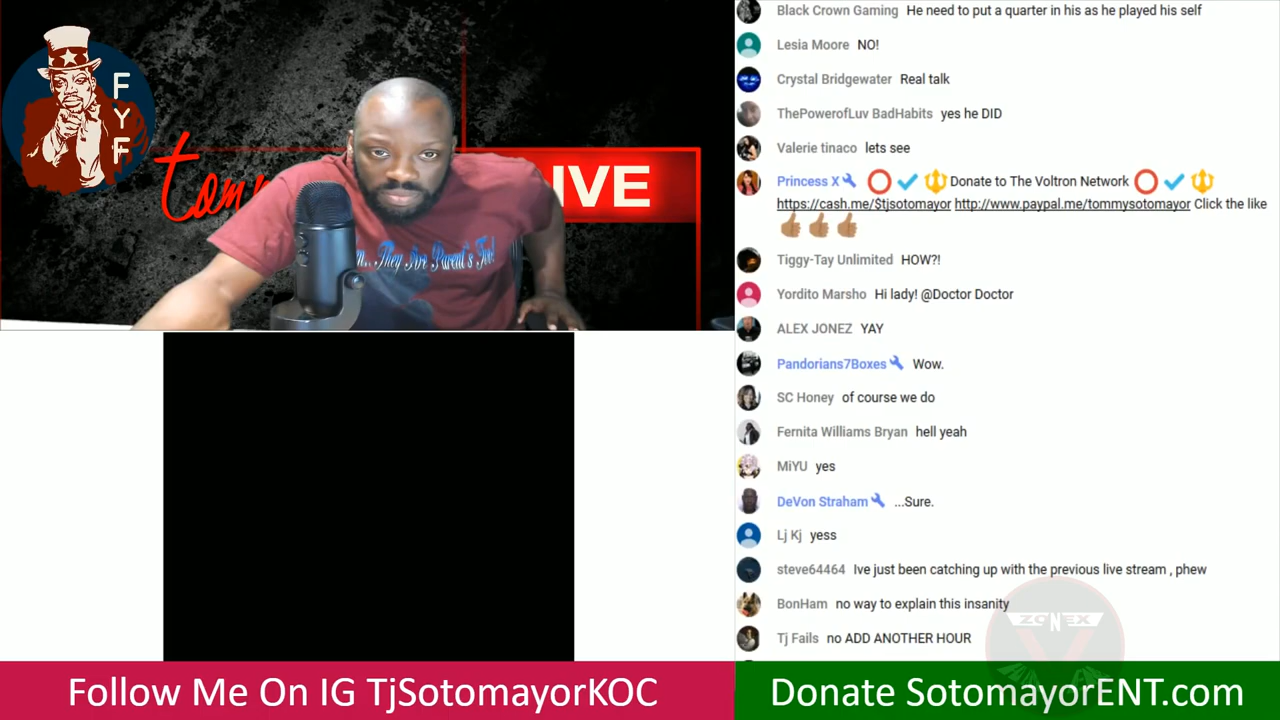 F
Y
F
LIVE
n.. They Are Parent's Too!
Black Crown Gaming He need to put a quarter in his as he played his self
Lesia Moore NO!
Crystal Bridgewater Real talk
ThePowerofLuv BadHabits yes he DID
Valerie tinaco lets see
Princess X Donate to The Voltron Network
https://cash.me/$tjsotomayor http://www.paypal.me/tommysotomayor Click the like
Tiggy-Tay Unlimited HOW?!
Yordito Marsho Hi lady! @Doctor Doctor
ALEX JONEZ YAY
Pandorians7Boxes Wow.
SC Honey of course we do
Fernita Williams Bryan hell yeah
MiYU yes
DeVon Straham ...Sure.
Lj Kj yess
steve64464 Ive just been catching up with the previous live stream , phew
BonHam no way to explain this insanity
Tj Fails no ADD ANOTHER HOUR
ZONEX
Follow Me On IG TjSotomayorKOC
Donate SotomayorENT.com